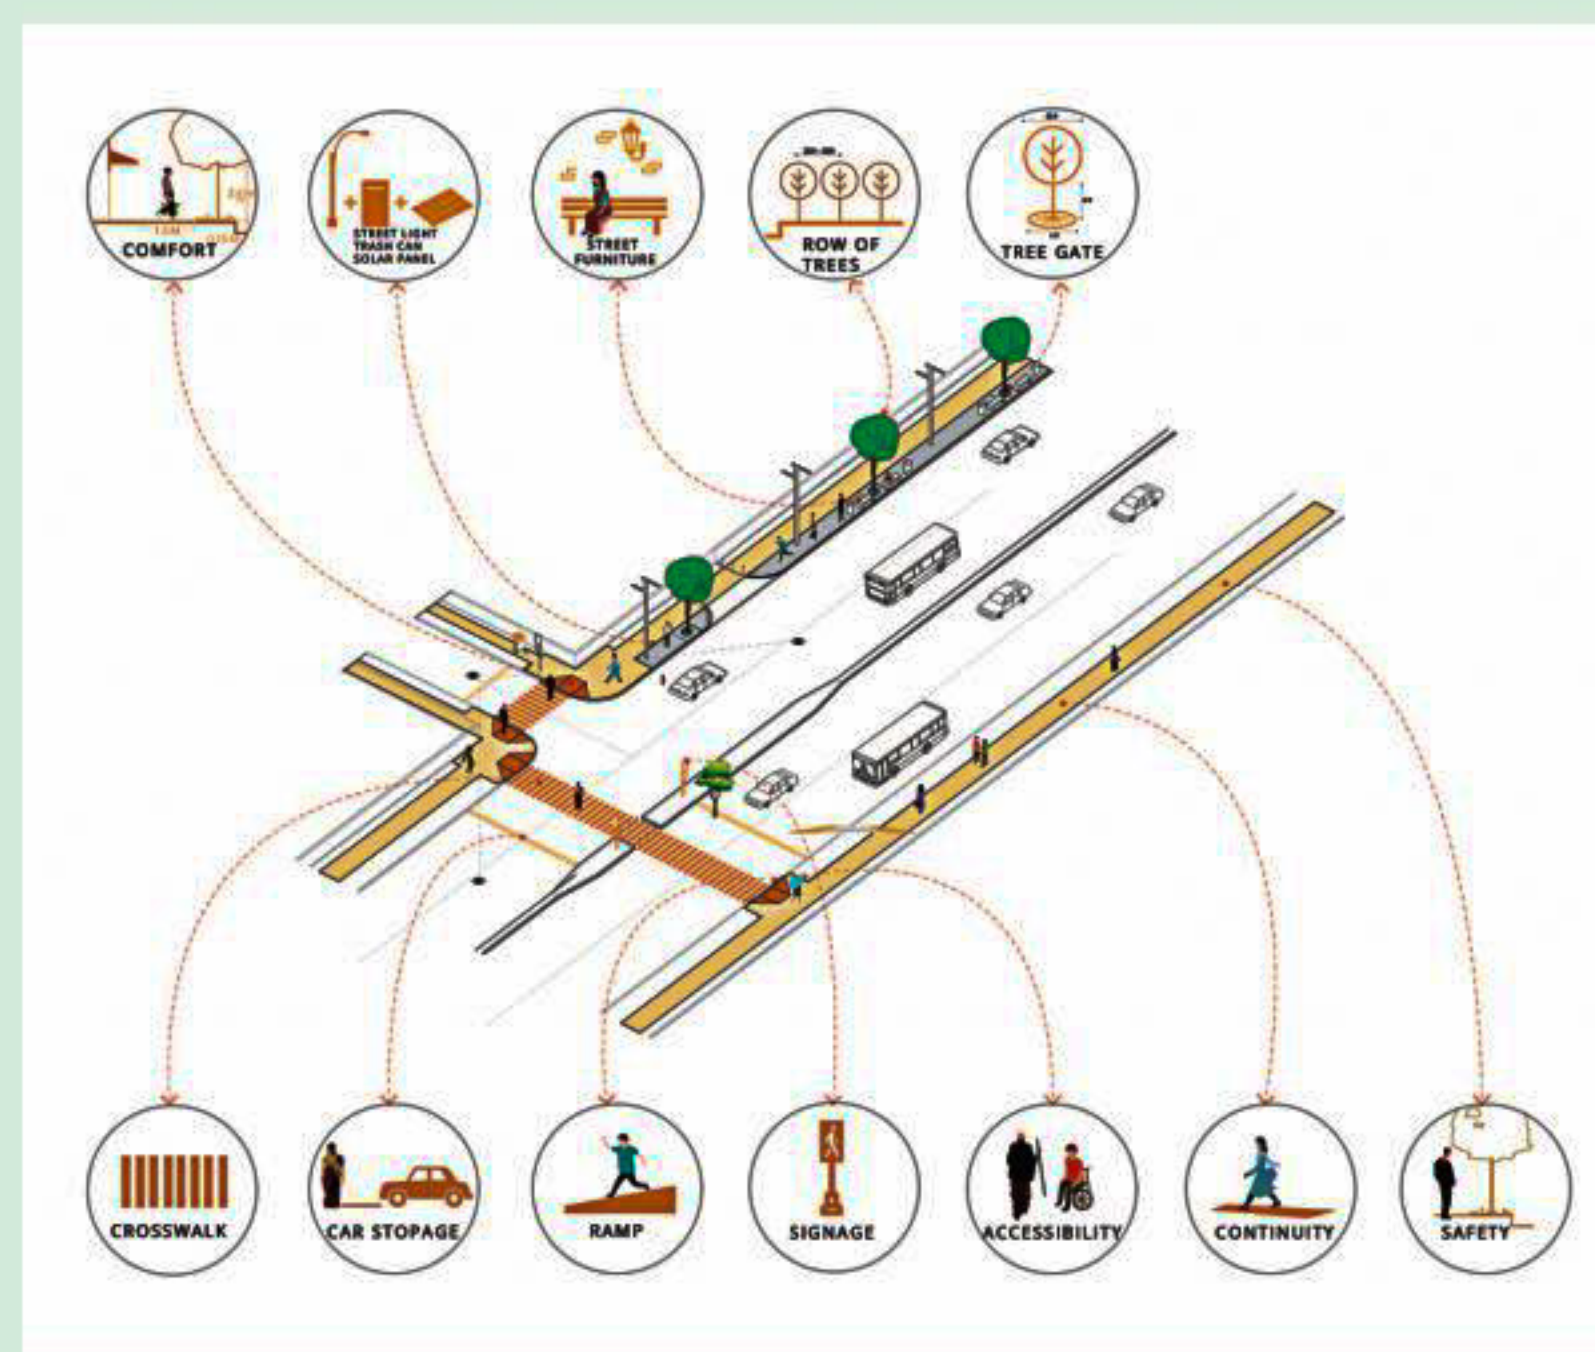 COMFORT
STREET LIGHT
TRASH CAN
SOLAR PANEL
STREET
FURNITURE
ROW OF
TREES
TREE GATE
CROSSWALK
CAR STOPAGE
RAMP
SIGNAGE
ACCESSIBILITY
CONTINUITY
SAFETY